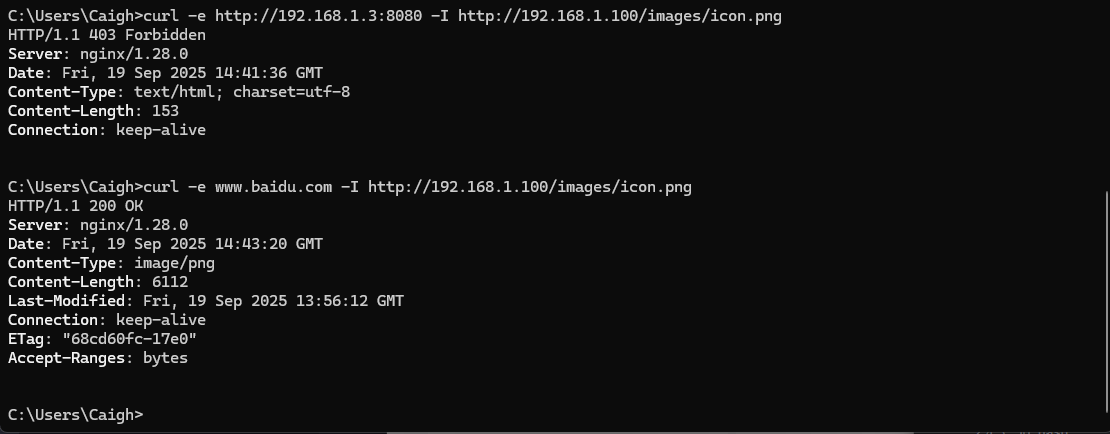 C:\Users\Caigh>curl -e http://192.168.1.3:8080 -I http://192.168.1.100/images/icon.png
HTTP/1.1 403 Forbidden
Server: nginx/1.28.0
Date: Fri, 19 Sep 2025 14:41:36 GMT
Content-Type: text/html; charset=utf-8
Content-Length: 153
Connection: keep-alive
C:\Users\Caigh>curl -e www.baidu.com -I http://192.168.1.100/images/icon.png
HTTP/1.1 200 OK
Server: nginx/1.28.0
Date: Fri, 19 Sep 2025 14:43:20 GMT
Content-Type: image/png
Content-Length: 6112
Last-Modified: Fri, 19 Sep 2025 13:56:12 GMT
Connection: keep-alive
ETag: "68cd60fc-17e0"
Accept-Ranges: bytes
C:\Users\Caigh>